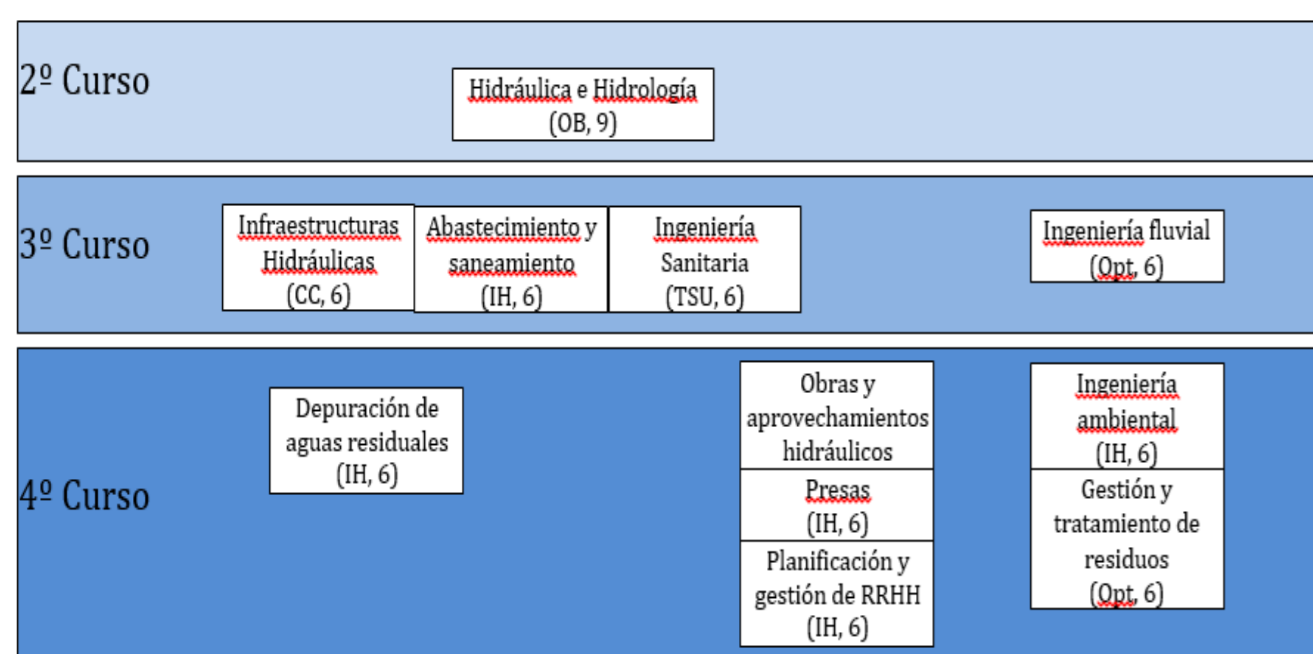 2º Curso
Hidráulica e Hidrología
(OB, 9)
3º Curso
Infraestructuras
Hidráulicas
(CC, 6)
Abastecimiento y
saneamiento
(IH, 6)
Ingeniería
Sanitaria
(TSU, 6)
Ingeniería fluvial
(Opt, 6)
4º Curso
Depuración de
aguas residuales
(IH, 6)
Obras y
aprovechamientos
hidráulicos
Presas
(IH, 6)
Planificación y
gestión de RRHH
(IH, 6)
Ingeniería
ambiental
(IH, 6)
Gestión y
tratamiento de
residuos
(Opt, 6)